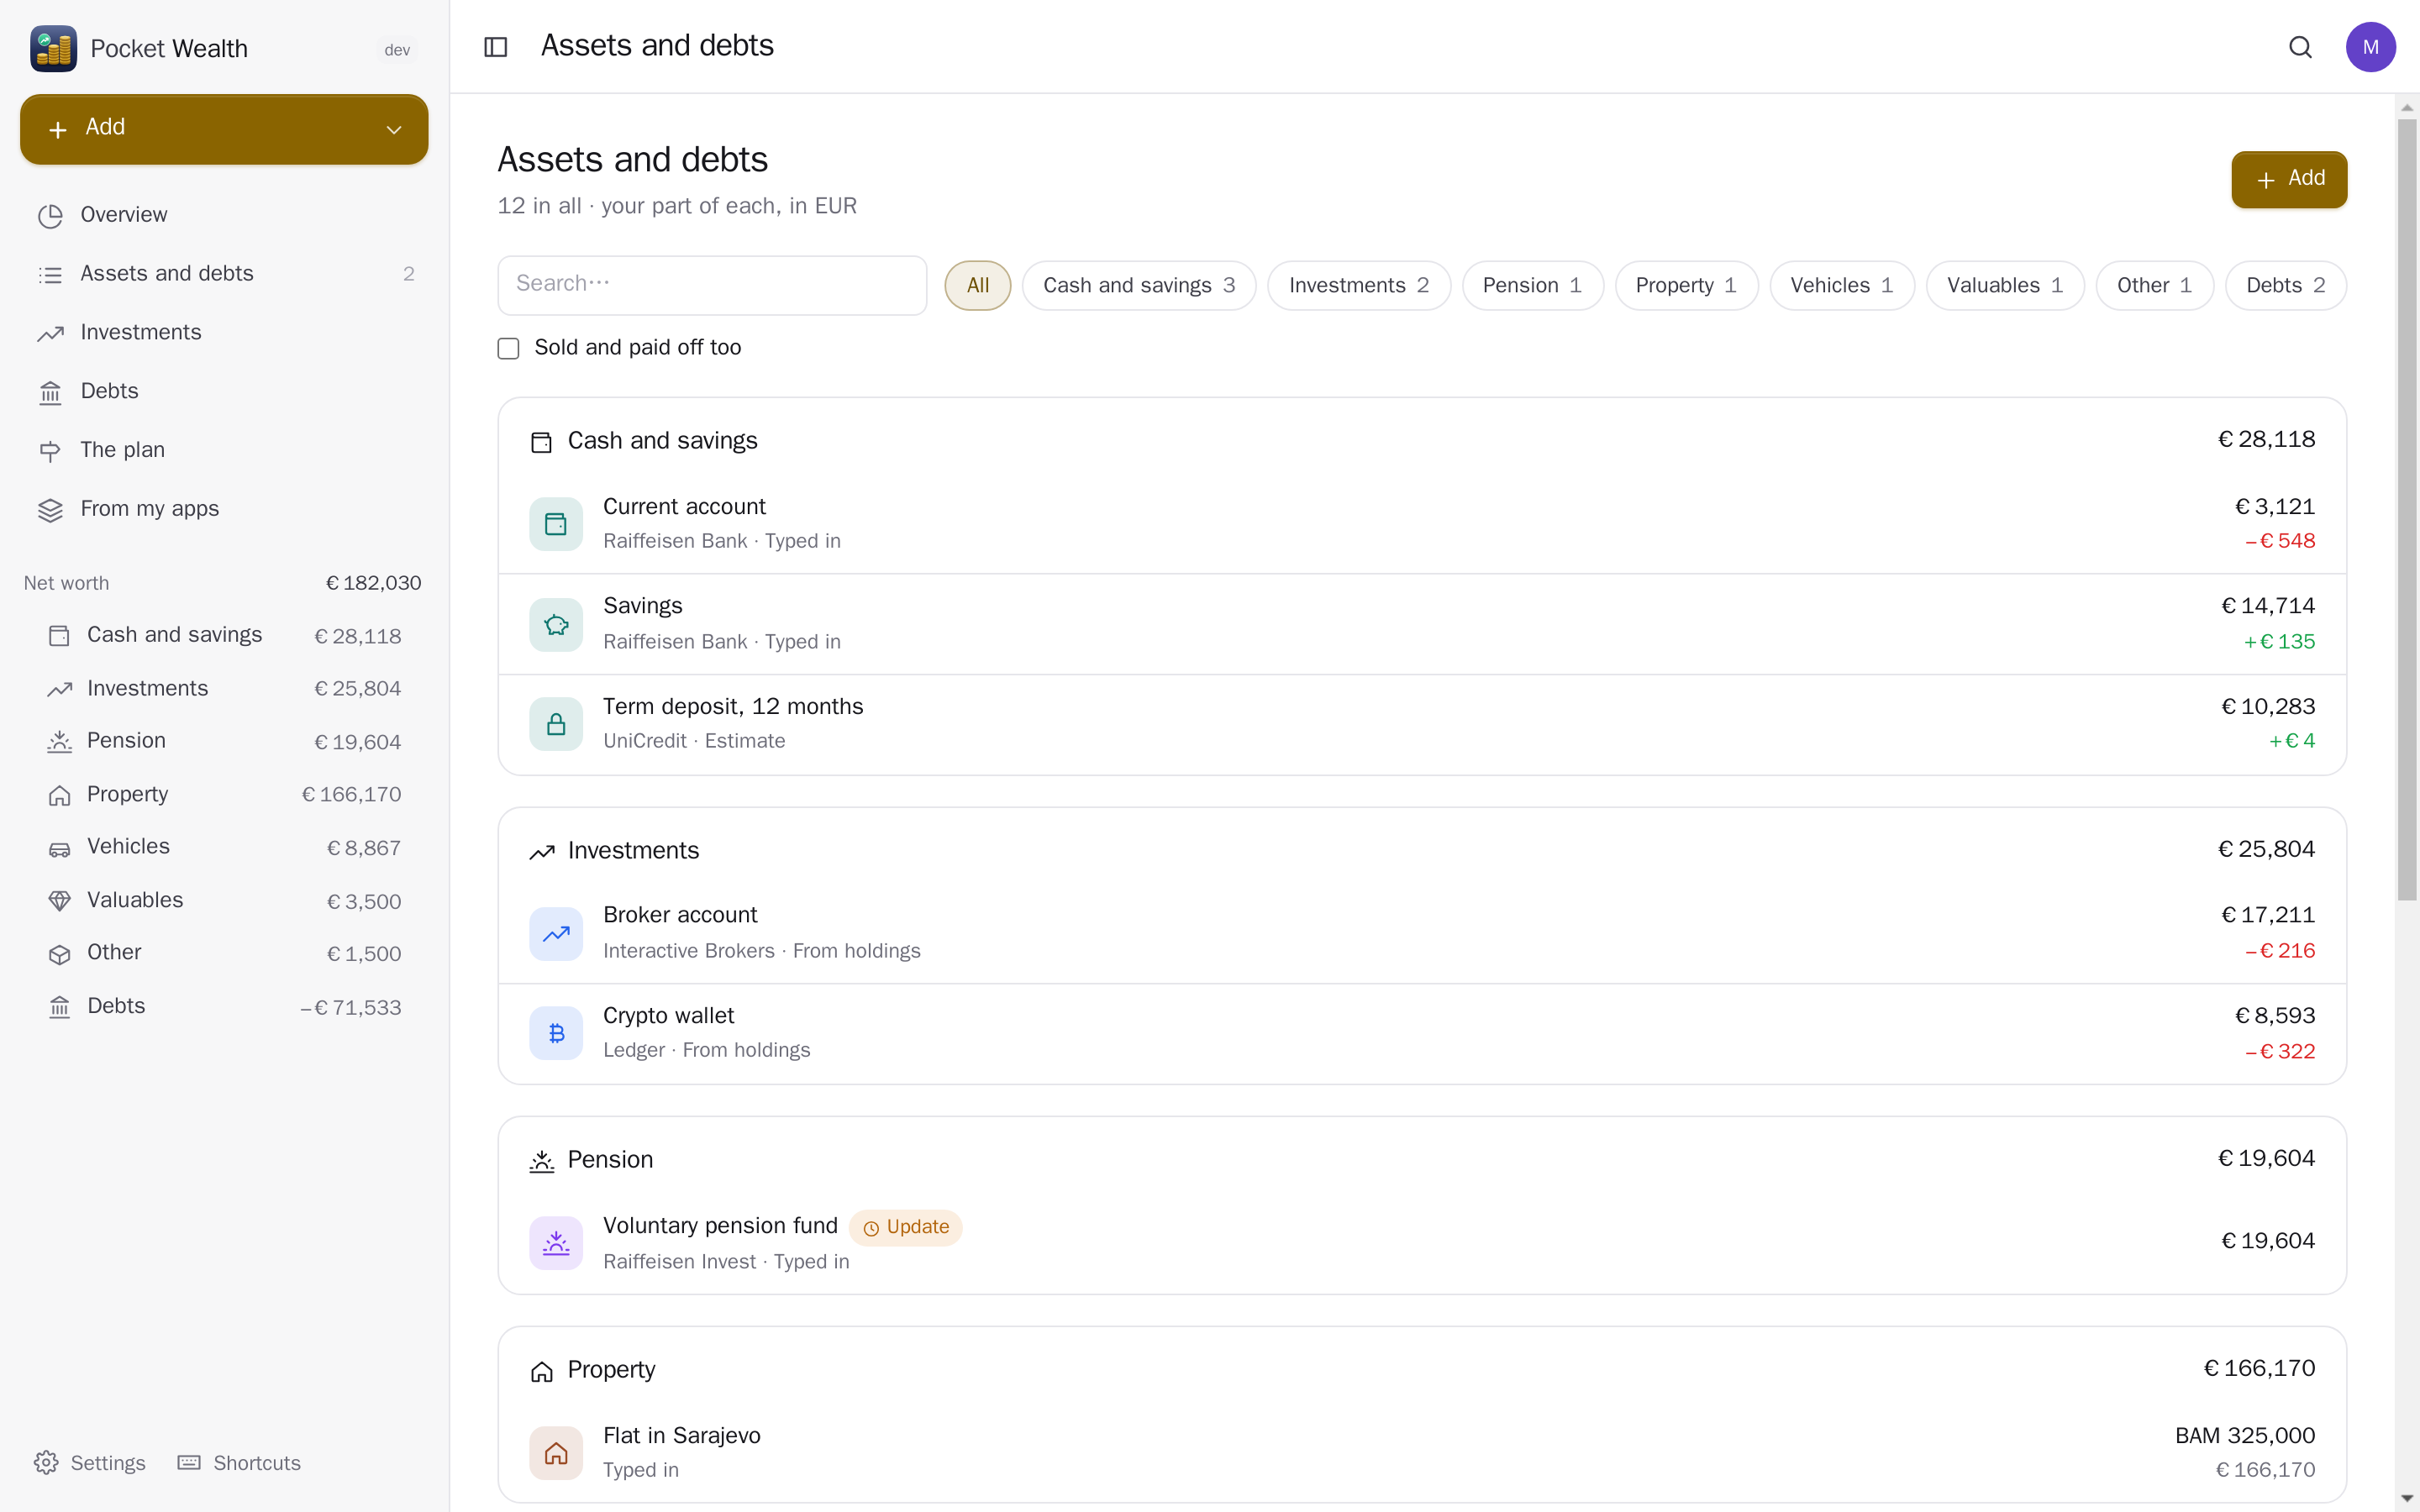 Pocket Wealth
dev
Add
Overview
Assets and debts 2
Investments
Debts
The plan
From my apps
Net worth € 182,030
Cash and savings € 28,118
Investments € 25,804
Pension € 19,604
Property € 166,170
Vehicles € 8,867
Valuables € 3,500
Other € 1,500
Debts –€ 71,533
Settings
Shortcuts
Assets and debts
M
Assets and debts
12 in all · your part of each, in EUR
Add
Search···
All
Cash and savings 3
Investments 2
Pension 1
Property 1
Vehicles 1
Valuables 1
Other 1
Debts 2
Sold and paid off too
Cash and savings € 28,118
Current account € 3,121
Raiffeisen Bank · Typed in –€ 548
Savings € 14,714
Raiffeisen Bank · Typed in +€ 135
Term deposit, 12 months € 10,283
UniCredit · Estimate +€ 4
Investments € 25,804
Broker account € 17,211
Interactive Brokers · From holdings –€ 216
Crypto wallet € 8,593
Ledger · From holdings –€ 322
Pension € 19,604
Voluntary pension fund Update € 19,604
Raiffeisen Invest · Typed in
Property € 166,170
Flat in Sarajevo BAM 325,000
Typed in € 166,170